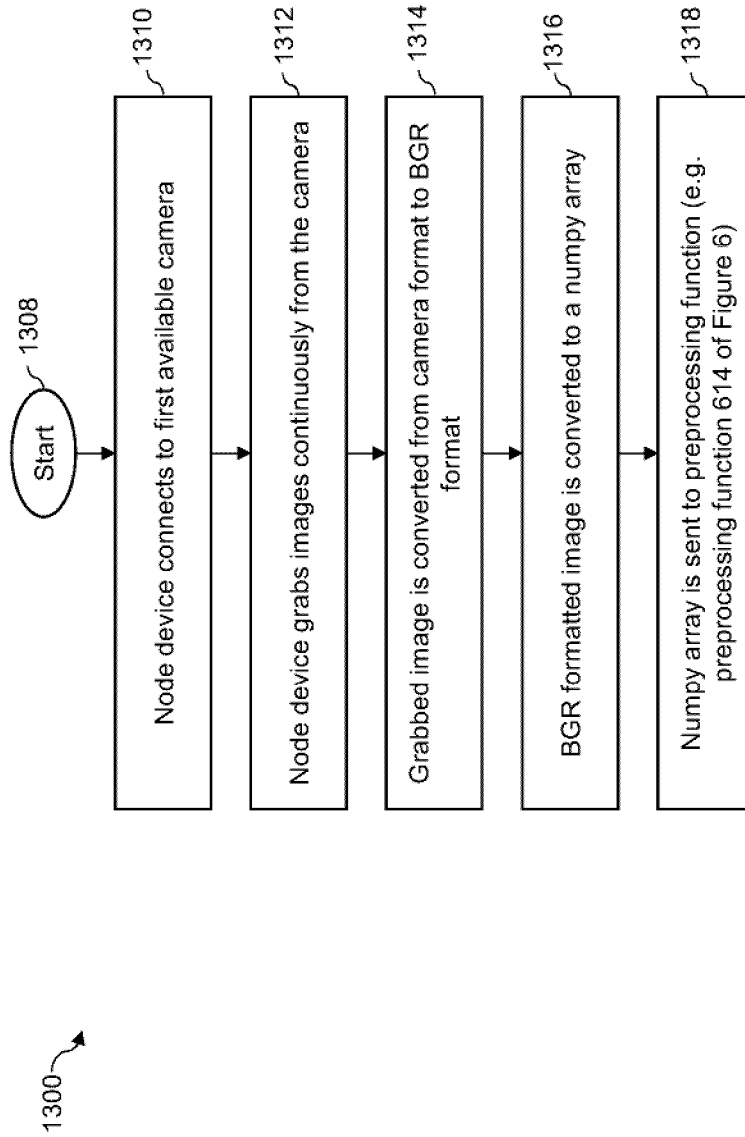 1300
Start
1308
Node device connects to first available camera
1310
Node device grabs images continuously from the camera
1312
Grabbed image is converted from camera format to BGR
format
1314
BGR formatted image is converted to a numpy array
1316
Numpy array is sent to preprocessing function (e.g.
preprocessing function 614 of Figure 6)
1318